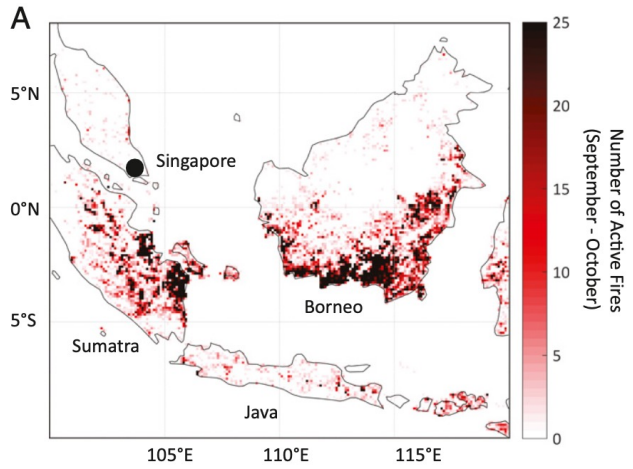 A
5°N
0°N
5°S
105°E
110°E
115°E
Singapore
Borneo
Sumatra
Java
25
20
15
10
5
0
Number of Active Fires
(September - October)